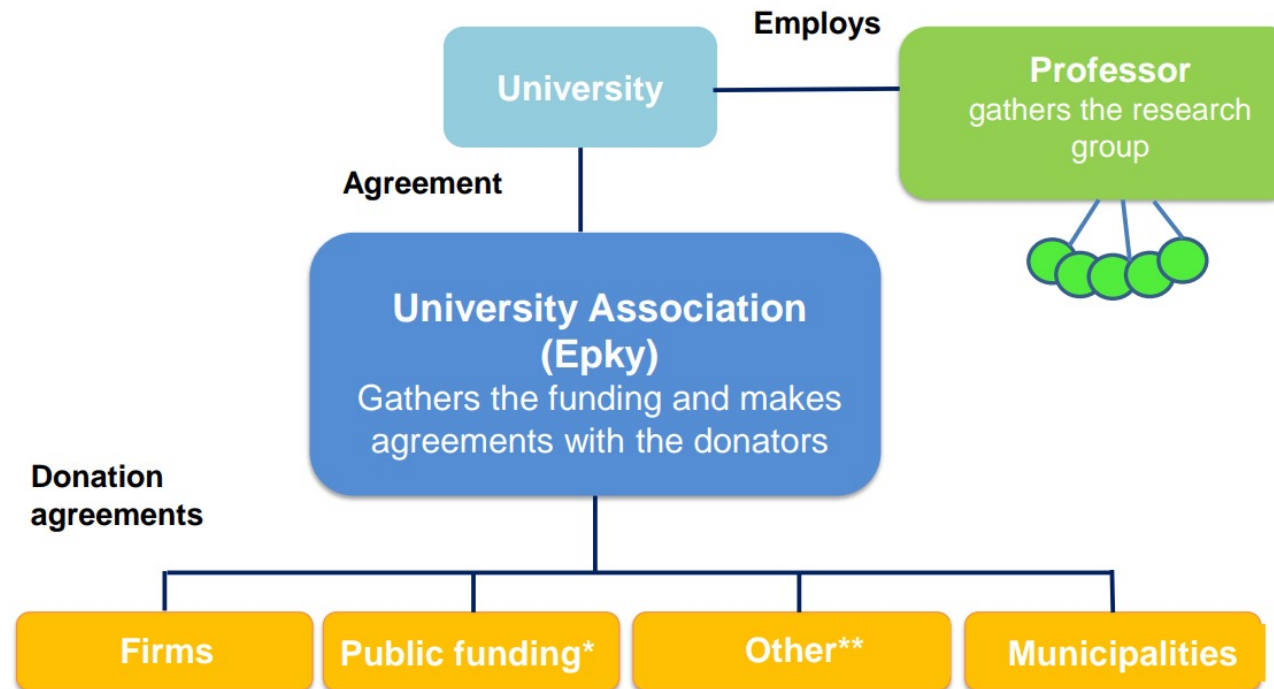 Employs
University
Professor
gathers the research
group
Agreement
University Association
(Epky)
Gathers the funding and makes
agreements with the donators
Donation
agreements
Firms
Public funding*
Other**
Municipalities